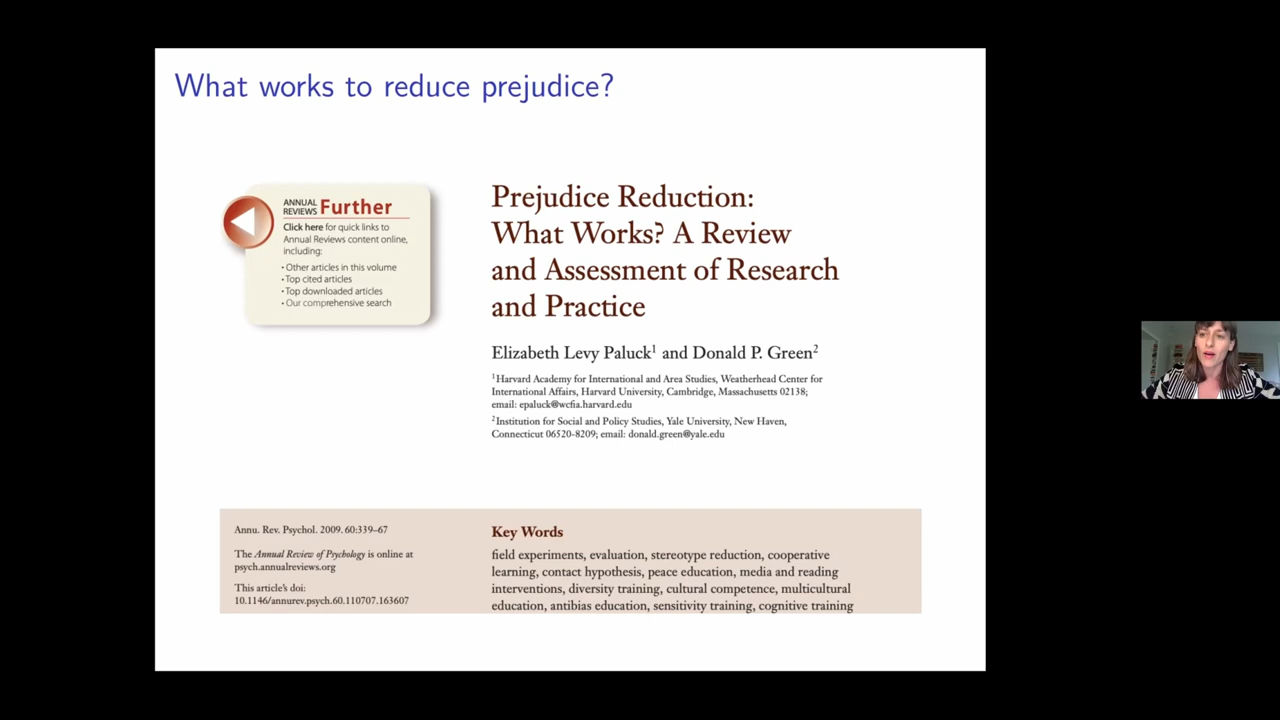 What works to reduce prejudice?
ANNUAL
REVIEWS Further
Click here for quick links to
Annual Reviews content online,
including:
• Other articles in this volume
• Top cited articles
• Top downloaded articles
• Our comprehensive search
Prejudice Reduction:
What Works? A Review
and Assessment of Research
and Practice
Elizabeth Levy Paluck1 and Donald P. Green2
1Harvard Academy for International and Area Studies, Weatherhead Center for
International Affairs, Harvard University, Cambridge, Massachusetts 02138;
email: epaluck@wcfia.harvard.edu
2Institution for Social and Policy Studies, Yale University, New Haven,
Connecticut 06520-8209; email: donald.green@yale.edu
Annu. Rev. Psychol. 2009. 60:339–67
The Annual Review of Psychology is online at
psych.annualreviews.org
This article's doi:
10.1146/annurev.psych.60.110707.163607
Key Words
field experiments, evaluation, stereotype reduction, cooperative
learning, contact hypothesis, peace education, media and reading
interventions, diversity training, cultural competence, multicultural
education, antibias education, sensitivity training, cognitive training